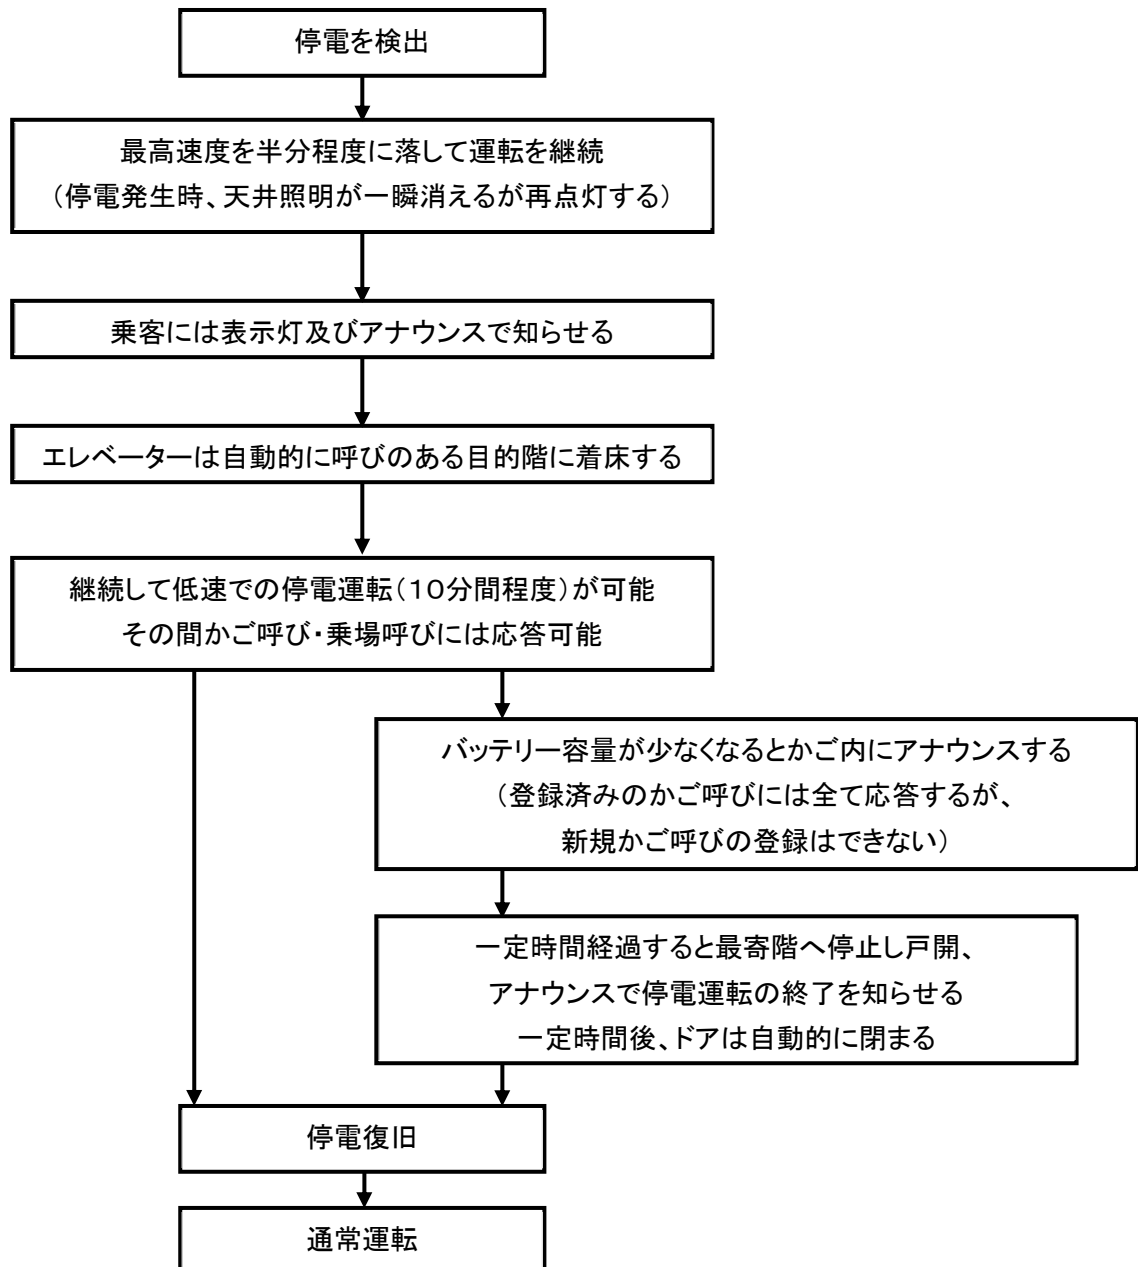 停電を検出
最高速度を半分程度に落して運転を継続
（停電発生時、天井照明が一瞬消えるが再点灯する）
乗客には表示灯及びアナウンスで知らせる
エレベーターは自動的に呼びのある目的階に着床する
継続して低速での停電運転（１０分間程度）が可能
その間かご呼び・乗場呼びには応答可能
バッテリー容量が少なくなるとかご内にアナウンスする
（登録済みのかご呼びには全て応答するが、
新規かご呼びの登録はできない）
一定時間経過すると最寄階へ停止し戸開、
アナウンスで停電運転の終了を知らせる
一定時間後、ドアは自動的に閉まる
停電復旧
通常運転